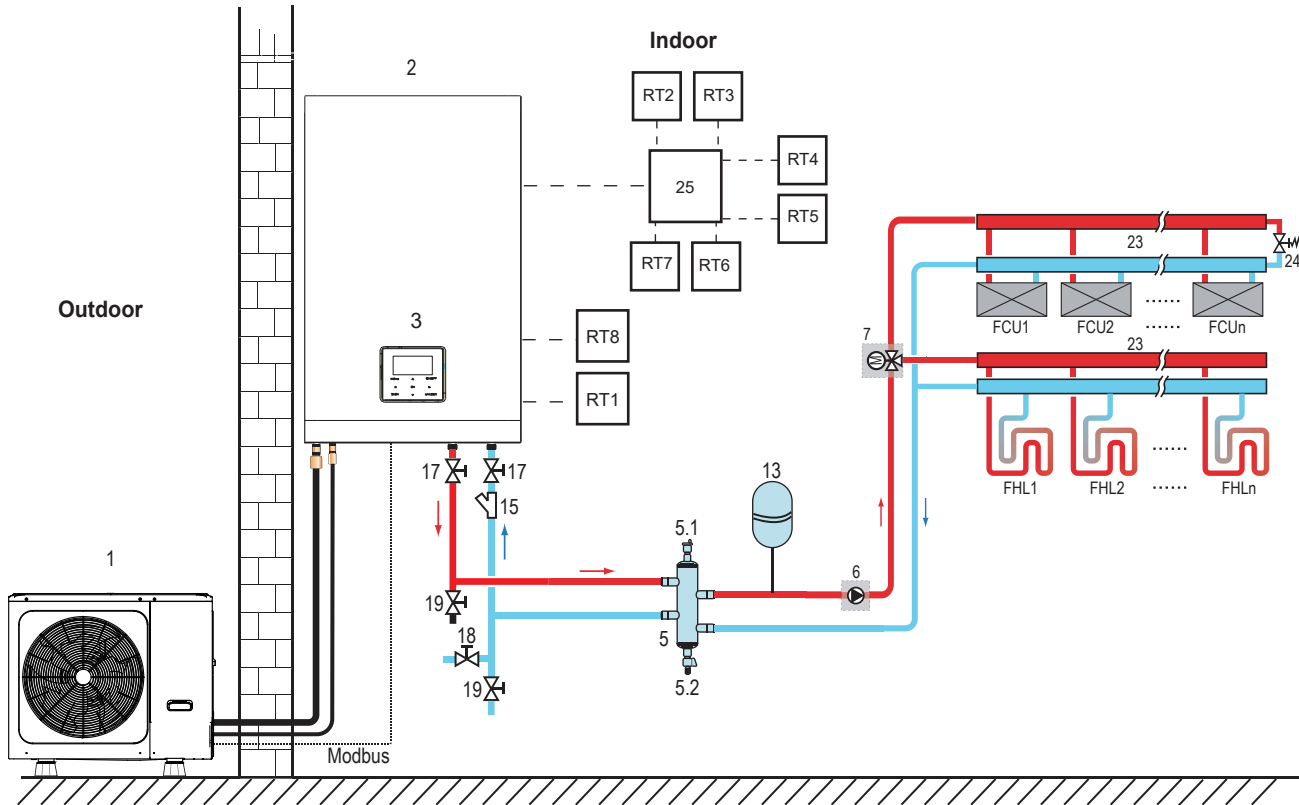 Indoor
2
RT2
RT3
RT4
25
RT5
RT7
RT6
23
24
FCU1
FCU2
......
......
FCUn
Outdoor
3
RT8
7
23
RT1
17
17
13
FHL1
FHL2
......
......
FHLn
15
5.1
1
6
19
18
5
19
5.2
Modbus